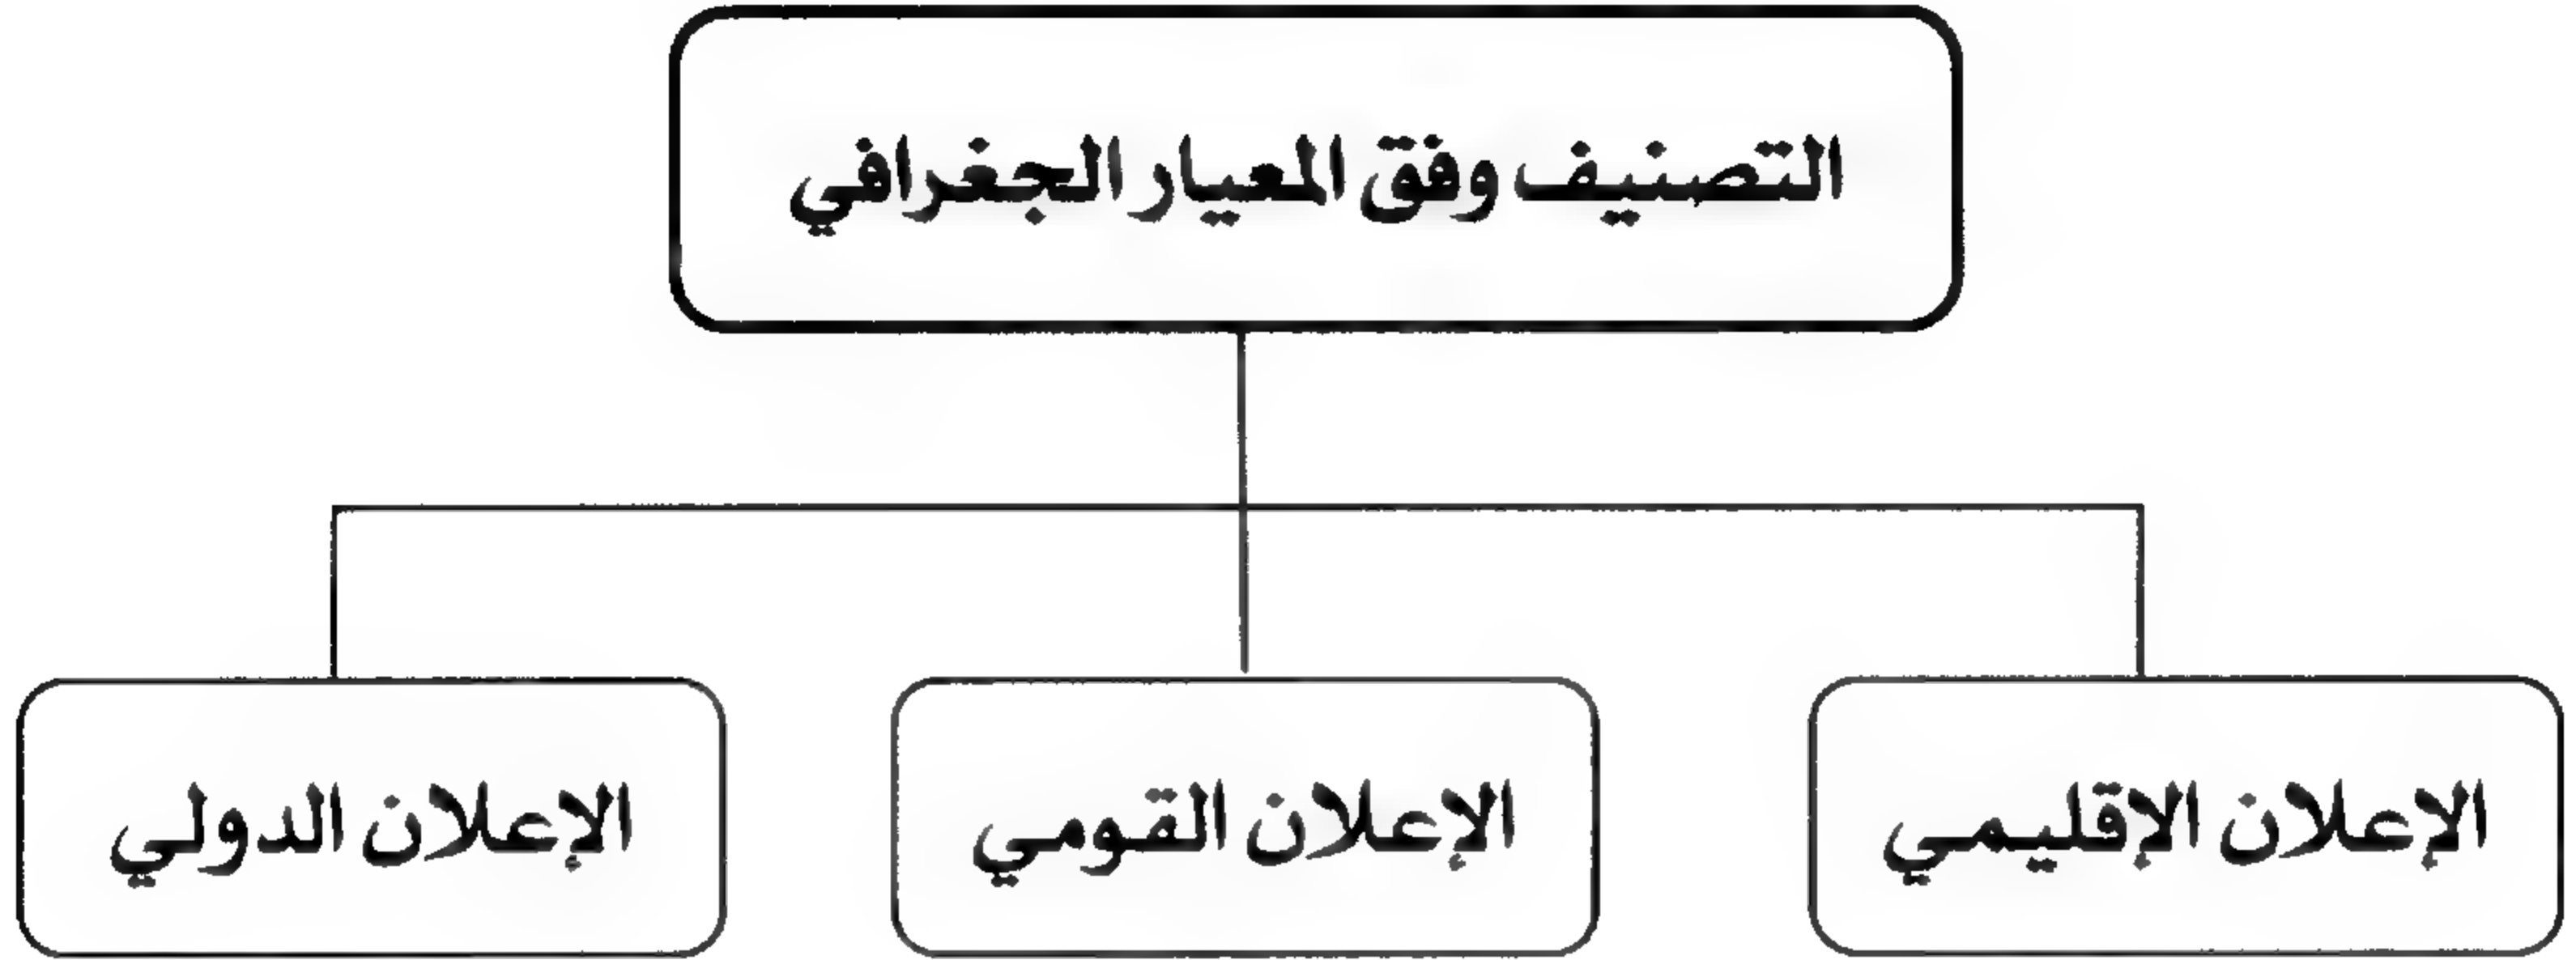 التصنيف وفق المعيار الجغرافي
الإعلان الإقليمي
الإعلان القومي
الإعلان الدولي